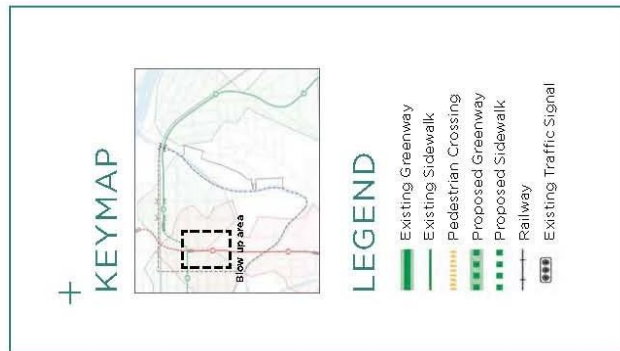 KEYMAP
Blow up area
LEGEND
Existing Greenway
Existing Sidewalk
Pedestrian Crossing
Proposed Greenway
Proposed Sidewalk
Railway
Existing Traffic Signal